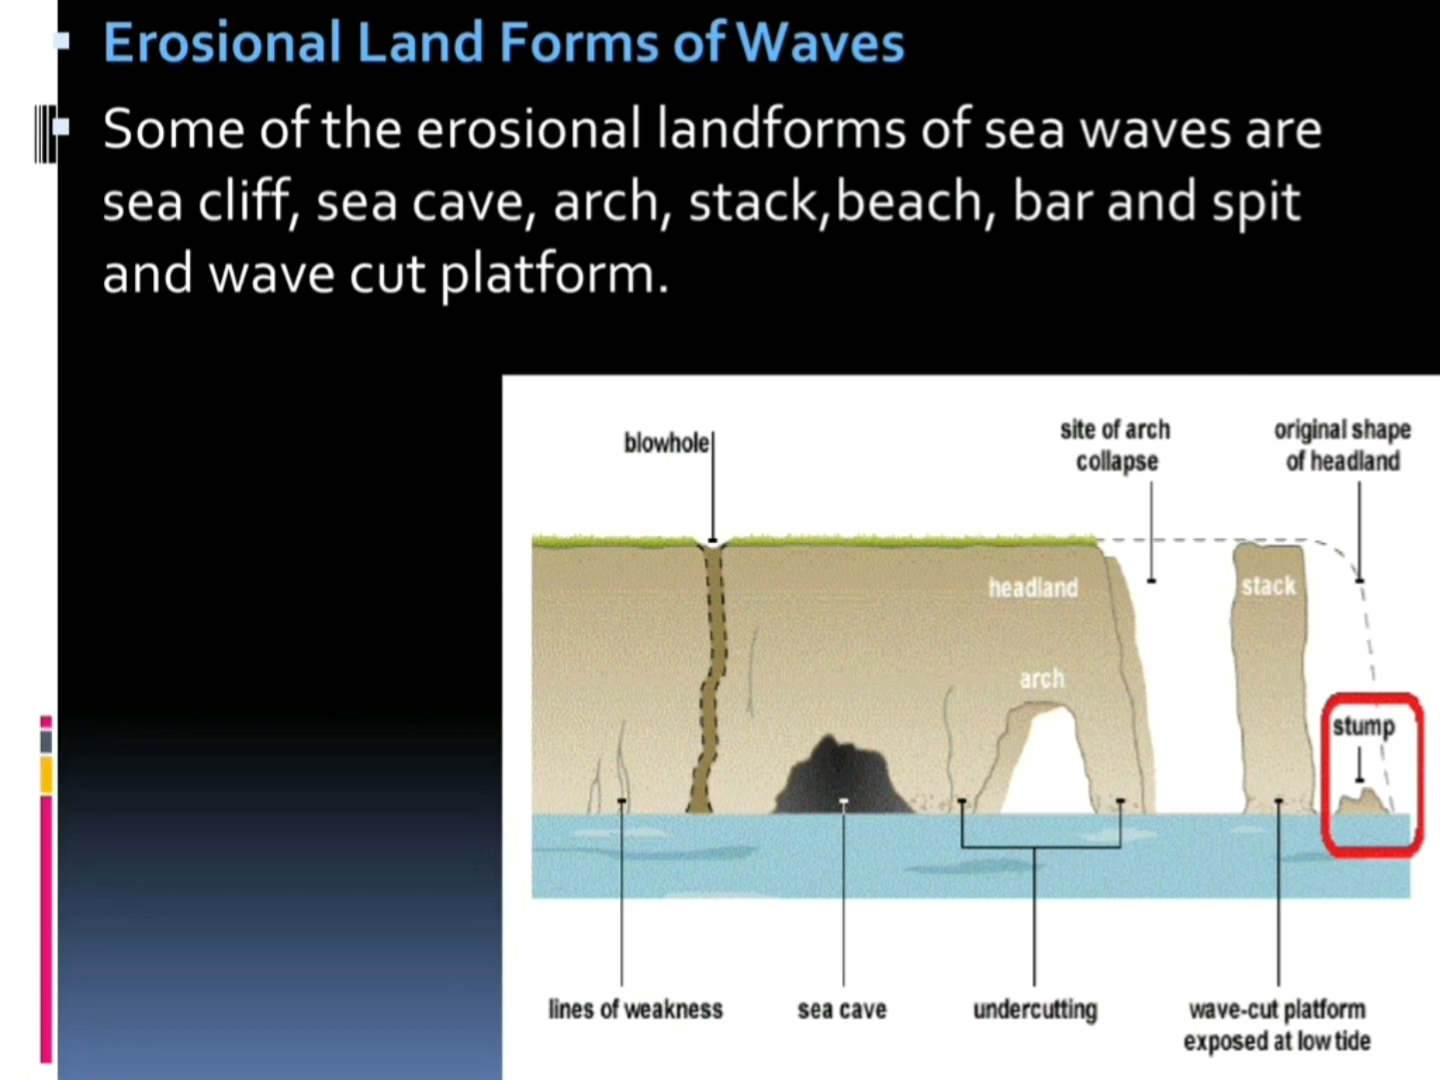 Erosional Land Forms of Waves
Some of the erosional landforms of sea waves are
sea cliff, sea cave, arch, stack,beach, bar and spit
and wave cut platform.
blowhole
site of arch
collapse
original shape
of headland
headland
stack
arch
stump
lines of weakness
sea cave
undercutting
wave-cut platform
exposed at low tide